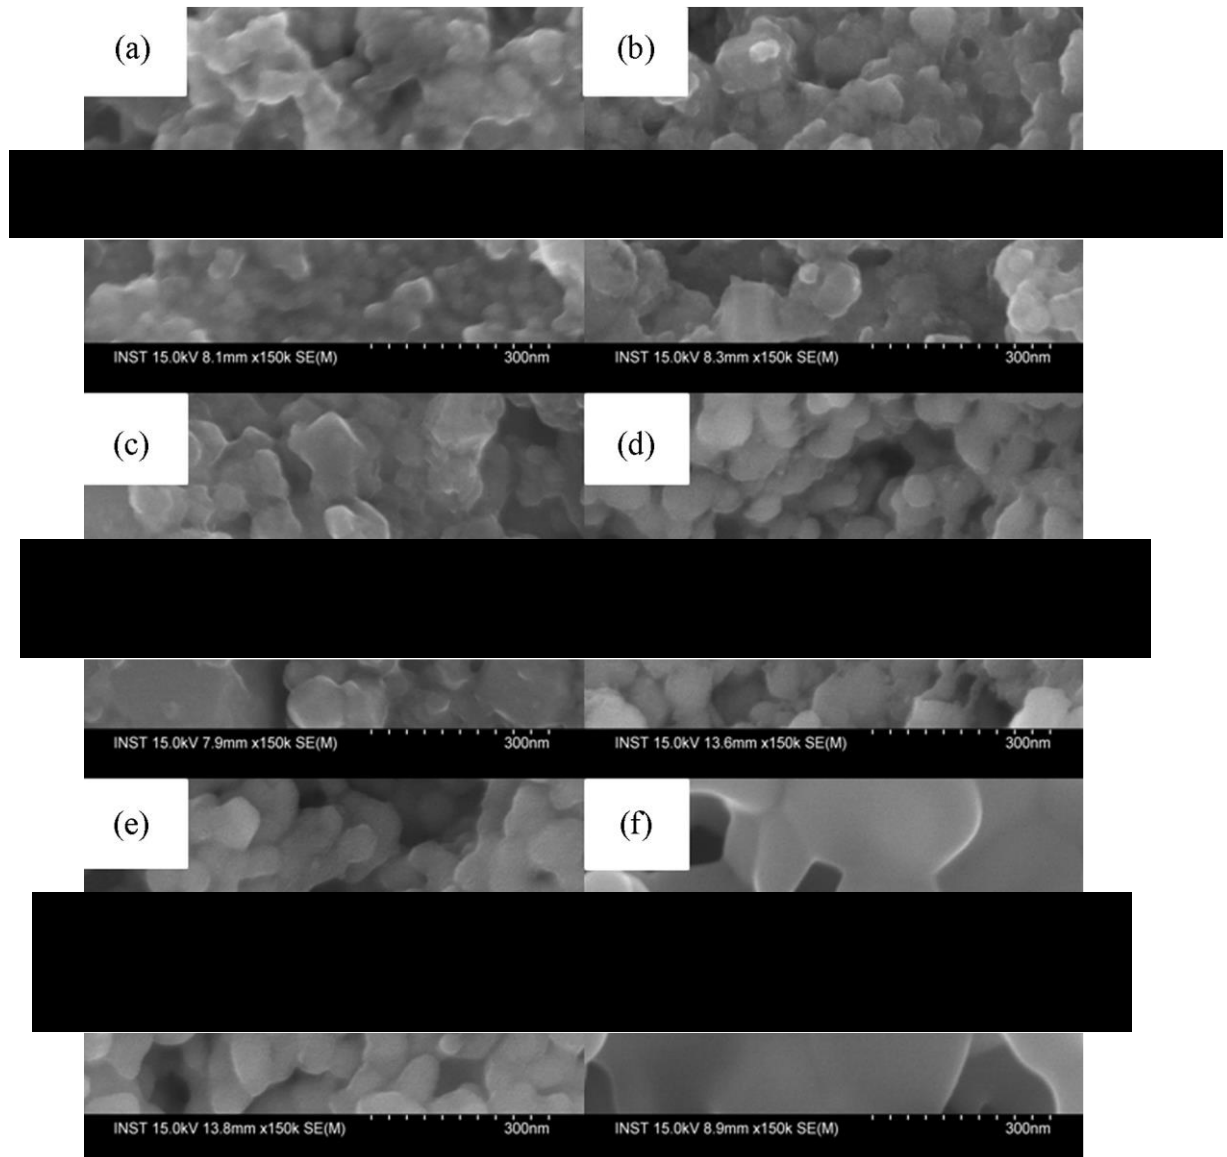 (a)
(b)
INST 15.0kV 8.1mm x150k SE(M) 300nm
INST 15.0kV 8.3mm x150k SE(M) 300nm
(c)
(d)
INST 15.0kV 7.9mm x150k SE(M) 300nm
INST 15.0kV 13.6mm x150k SE(M) 300nm
(e)
(f)
INST 15.0kV 13.8mm x150k SE(M) 300nm
INST 15.0kV 8.9mm x150k SE(M) 300nm